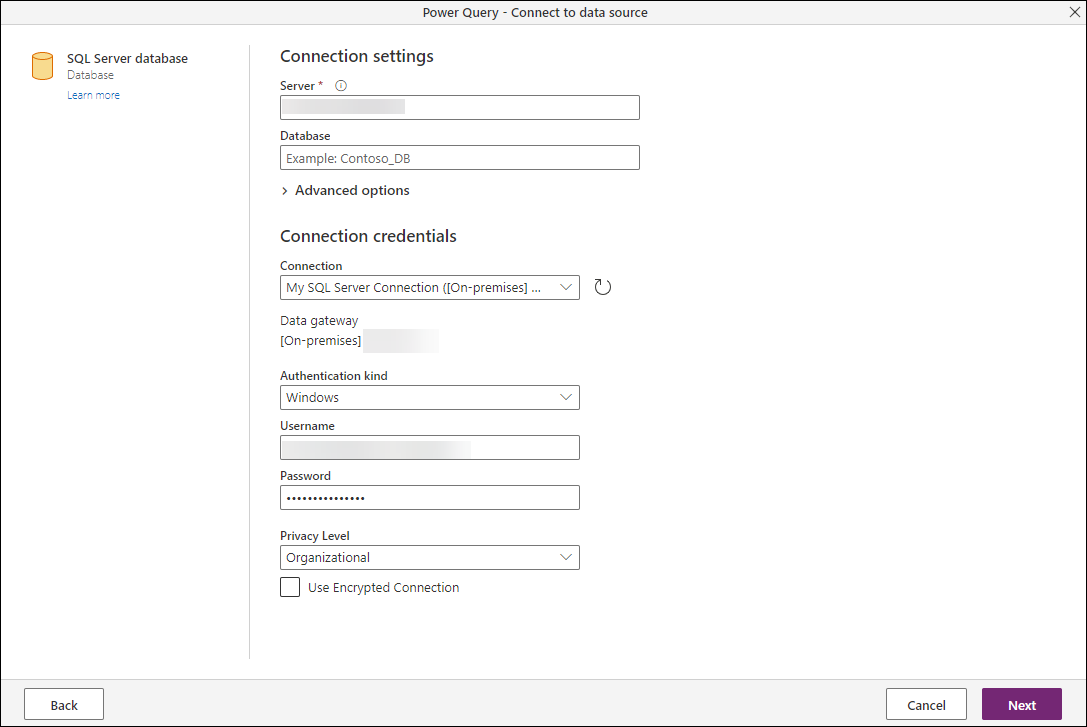 Power Query - Connect to data source
SQL Server database
Database
Learn more
Connection settings
Server *
Database
Example: Contoso_DB
Advanced options
Connection credentials
Connection
My SQL Server Connection ([On-premises] ...
Data gateway
[On-premises]
Authentication kind
Windows
Username
Password
•••••••••••••••
Privacy Level
Organizational
Use Encrypted Connection
Back
Cancel
Next